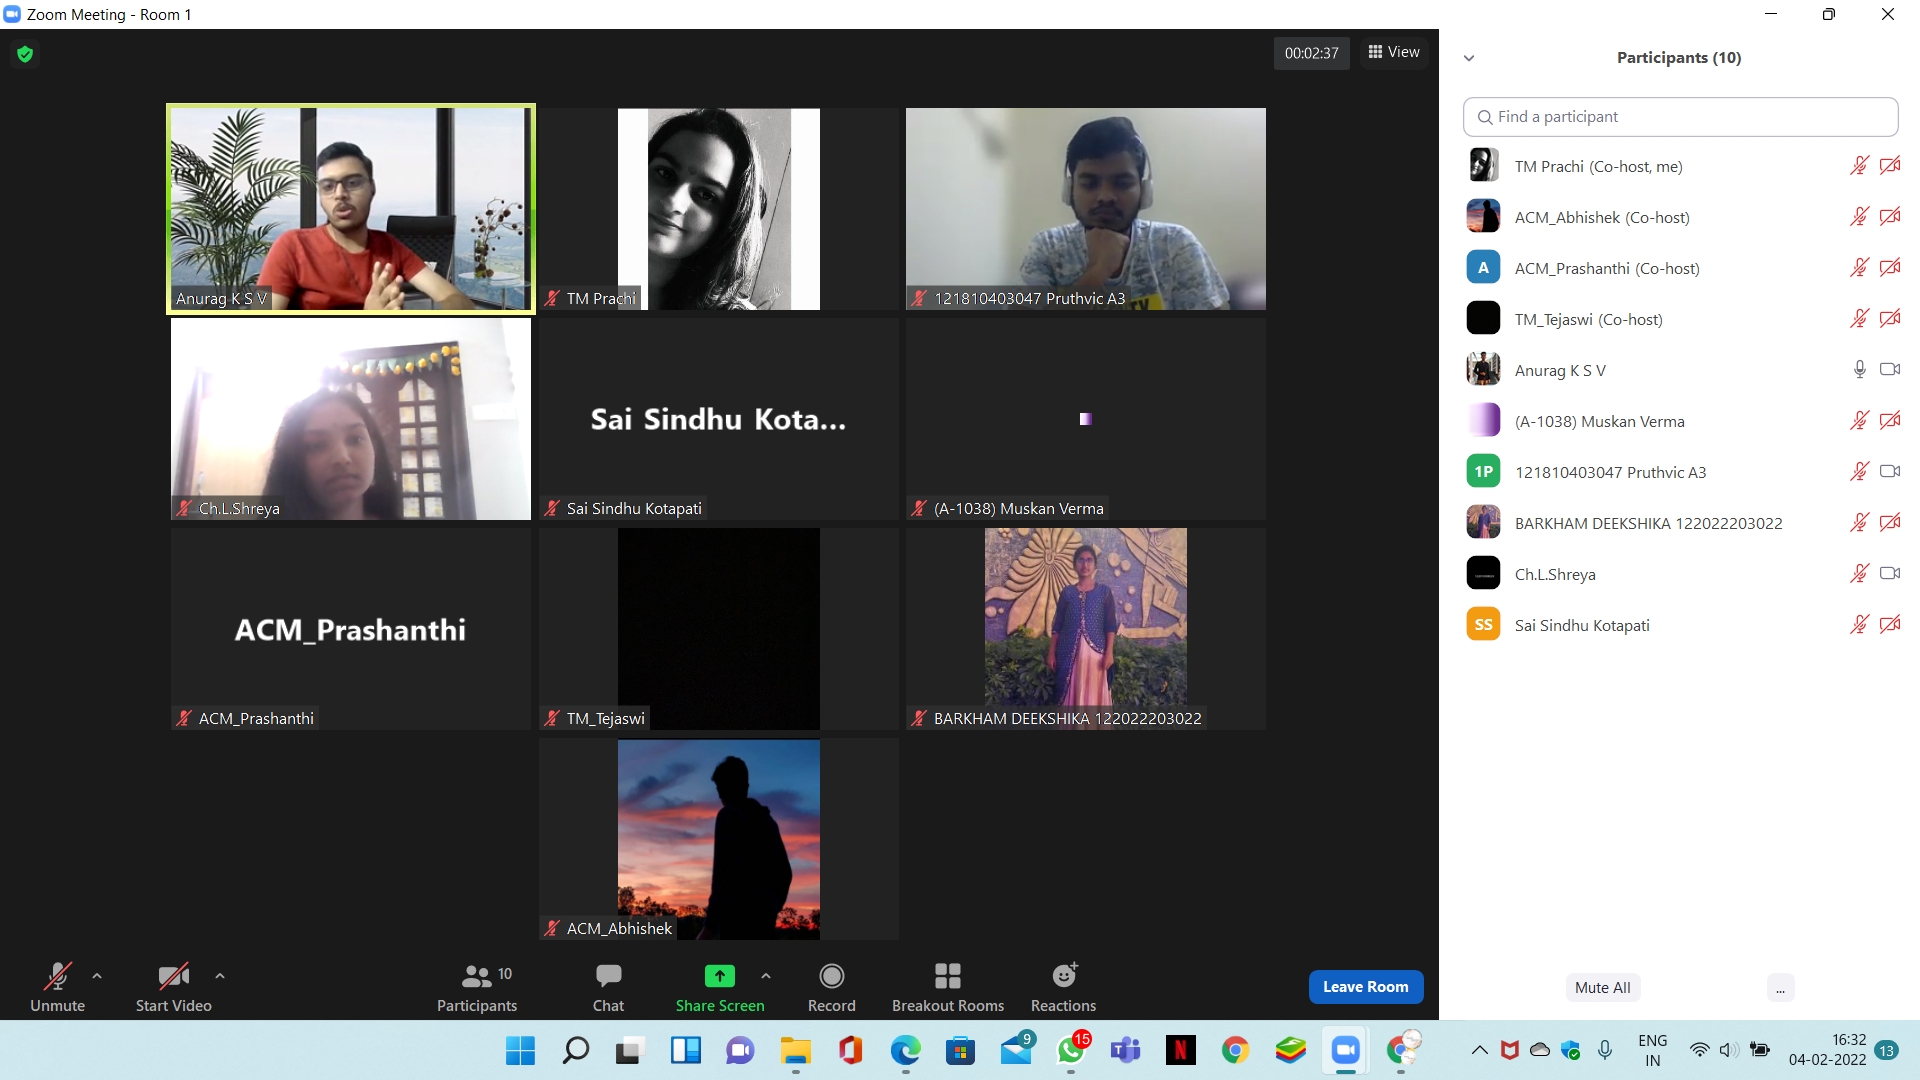 Zoom Meeting - Room 1
00:02:37
View
Anurag K S V
TM Prachi
121810403047 Pruthvic A3
Ch.L.Shreya
Sai Sindhu Kota...
Sai Sindhu Kotapati
(A-1038) Muskan Verma
ACM_Prashanthi
ACM_Prashanthi
TM_Tejaswi
BARKHAM DEEKSHIKA 122022203022
ACM_Abhishek
Unmute
Start Video
10
Participants
Chat
Share Screen
Record
Breakout Rooms
Reactions
Leave Room
Participants (10)
Find a participant
TM Prachi (Co-host, me)
ACM_Abhishek (Co-host)
A
ACM_Prashanthi (Co-host)
TM_Tejaswi (Co-host)
Anurag K S V
(A-1038) Muskan Verma
1P
121810403047 Pruthvic A3
BARKHAM DEEKSHIKA 122022203022
Ch.L.Shreya
SS
Sai Sindhu Kotapati
Mute All
...
9
15
T
N
ENG
IN
16:32
04-02-2022
13